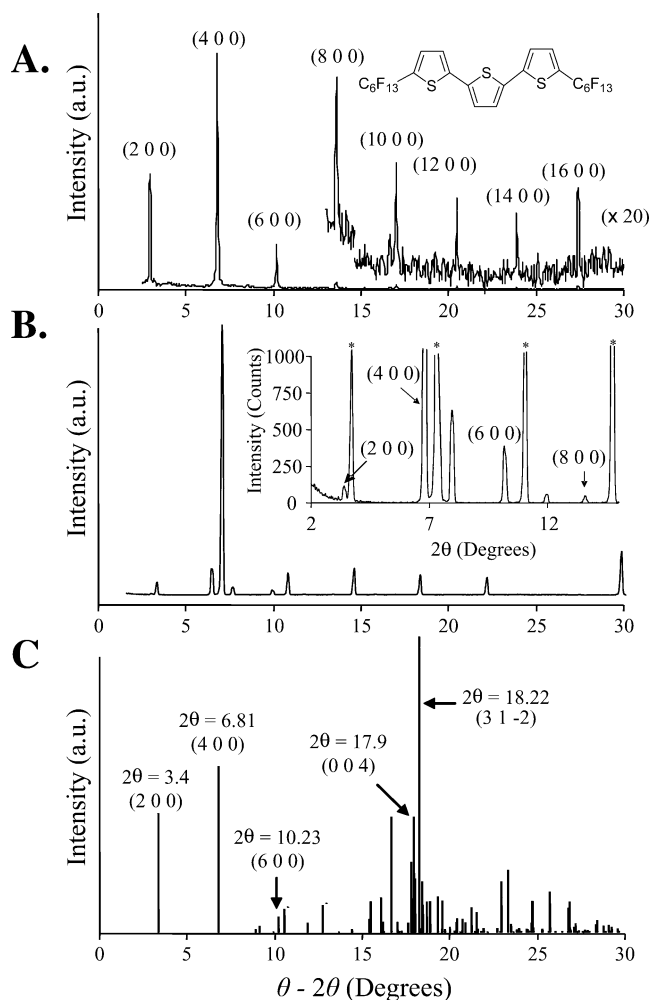 A.
Intensity (a.u.)
(2 0 0)
(4 0 0)
(6 0 0)
(8 0 0)
(10 0 0)
(12 0 0)
(14 0 0)
(16 0 0)
(x 20)
C6F13
S
S
S
C6F13
0 5 10 15 20 25 30
B.
Intensity (a.u.)
Intensity (Counts)
1000
750
500
250
0
* * * *
(4 0 0)
(2 0 0)
(6 0 0)
(8 0 0)
2 7 12
2θ (Degrees)
0 5 10 15 20 25 30
C
Intensity (a.u.)
2θ = 3.4
(2 0 0)
2θ = 6.81
(4 0 0)
2θ = 10.23
(6 0 0)
2θ = 17.9
(0 0 4)
2θ = 18.22
(3 1 -2)
0 5 10 15 20 25 30
θ - 2θ (Degrees)